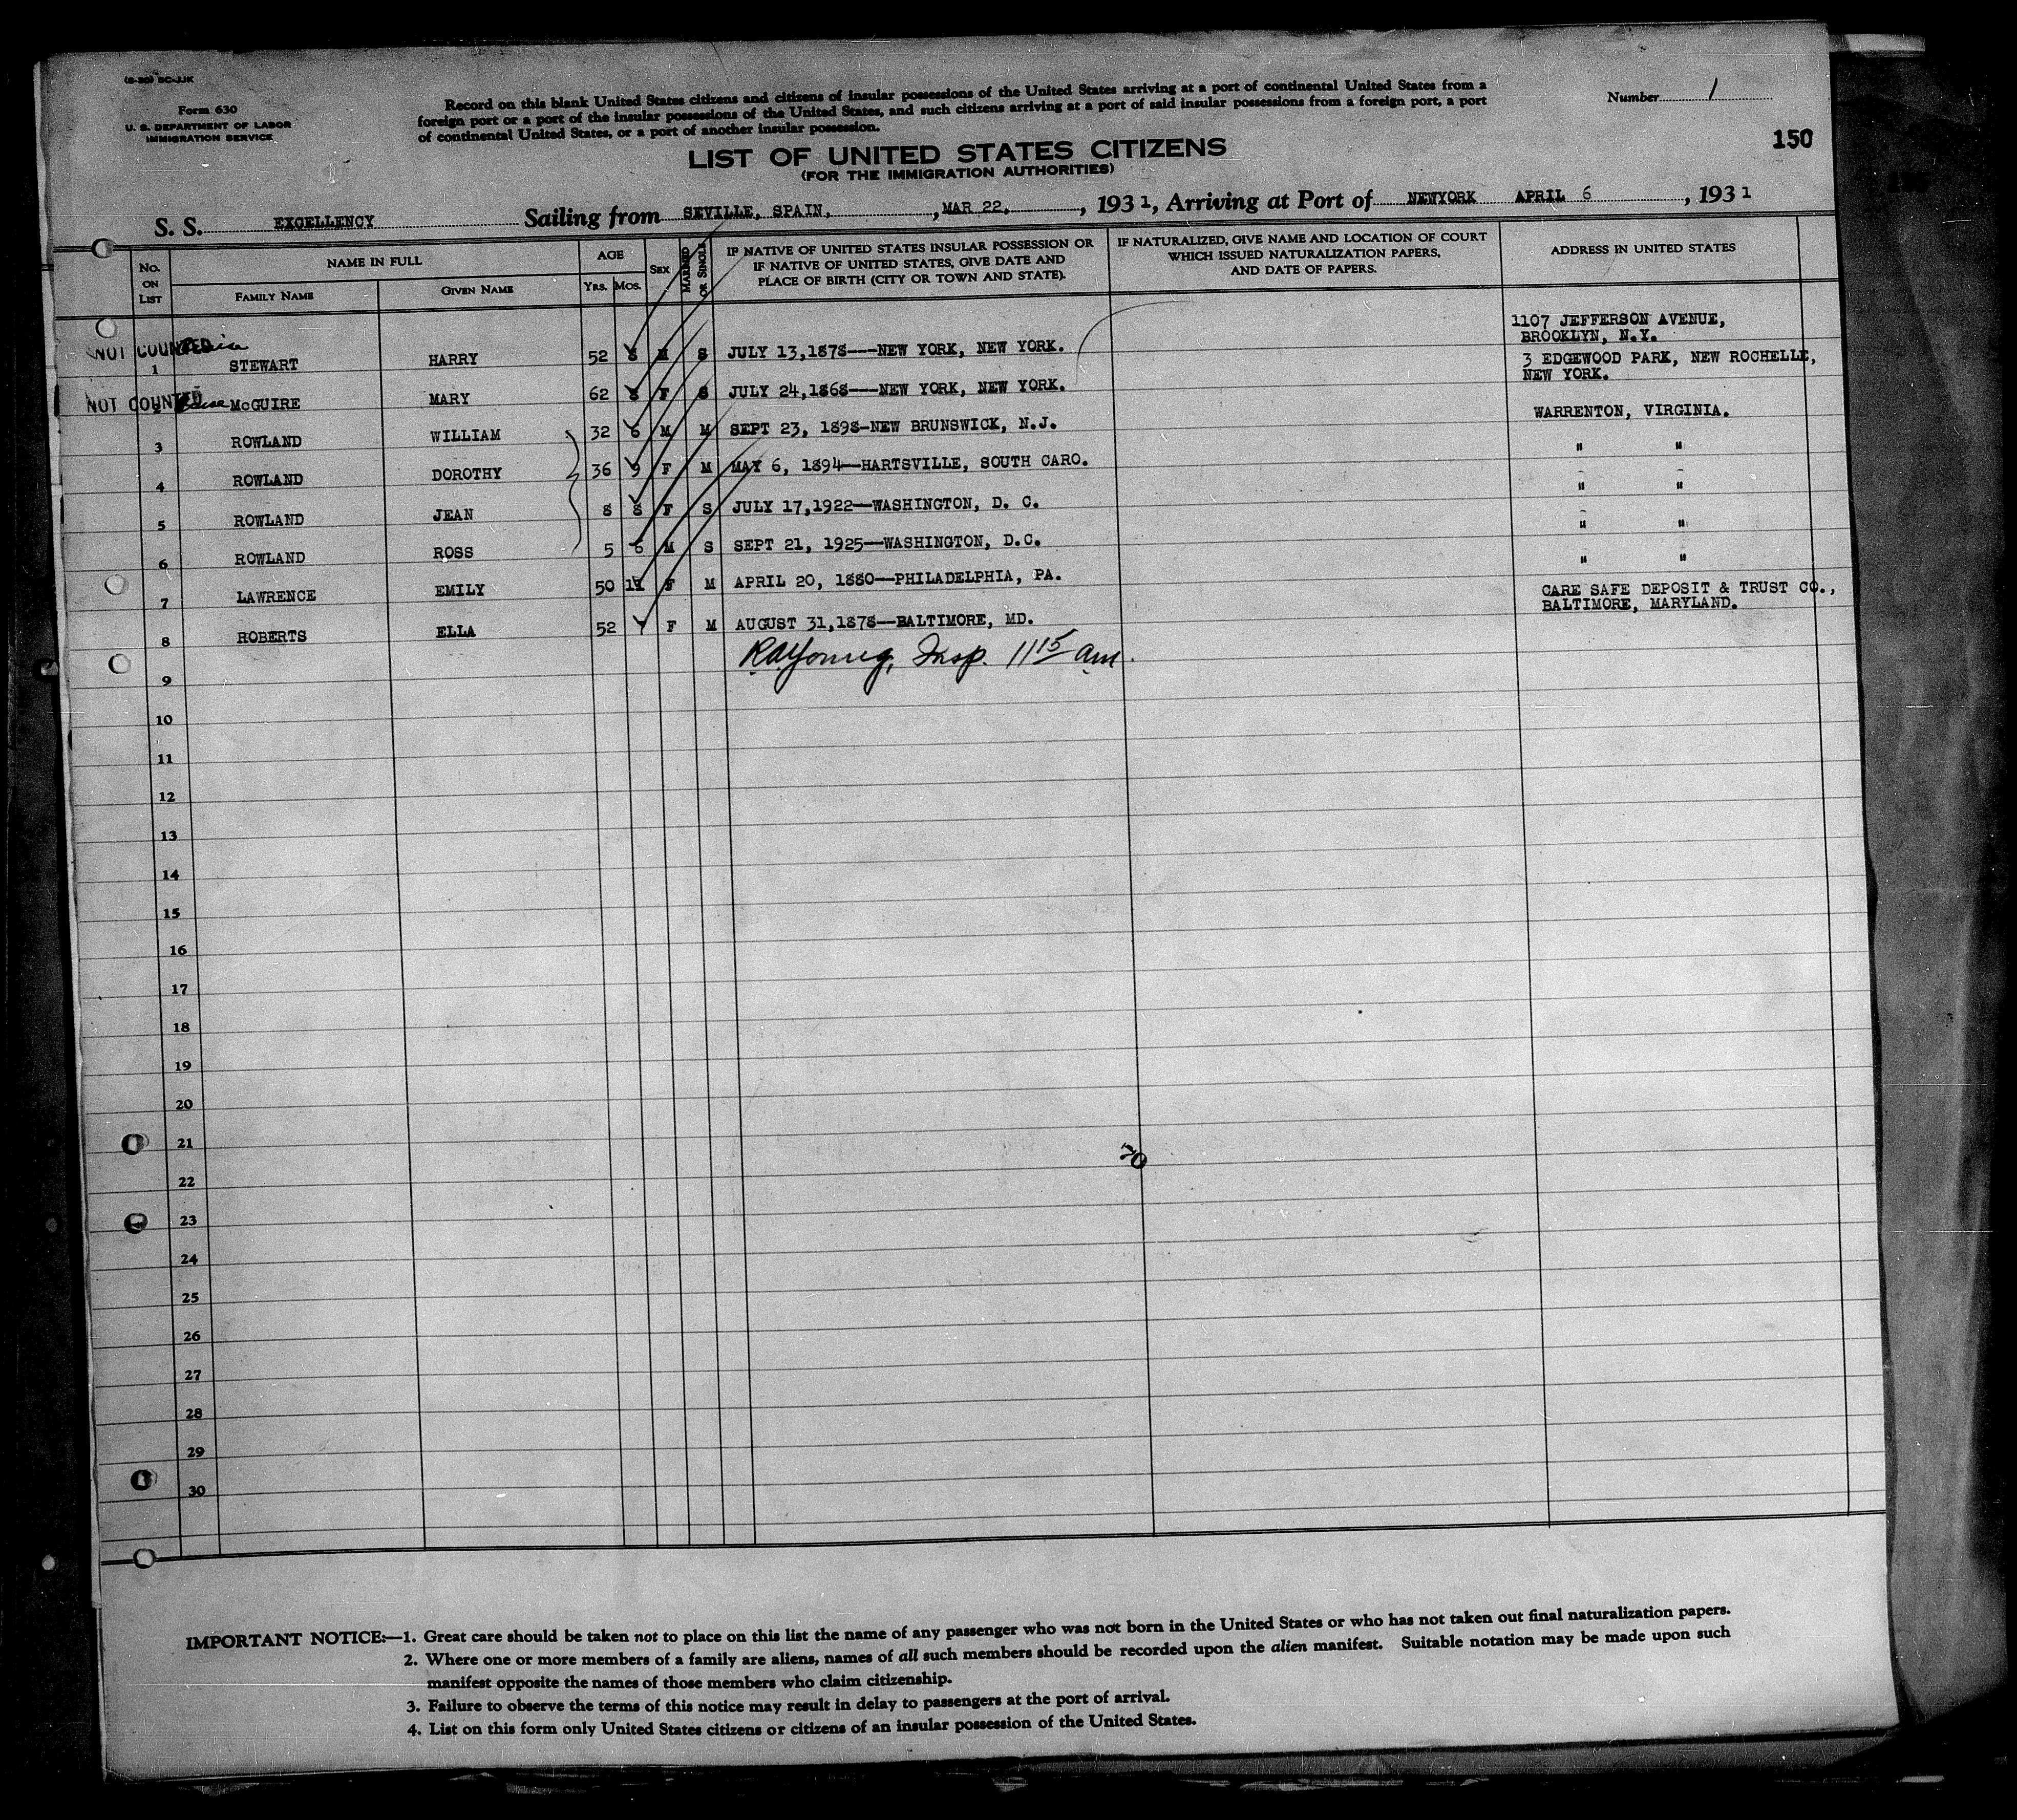 (8-30) BC-JJK
Form 630
U. S. DEPARTMENT OF LABOR
IMMIGRATION SERVICE
Record on this blank United States citizens and citizens of insular possessions of the United States arriving at a port of continental United States from a
foreign port or a port of the insular possessions of the United States, and such citizens arriving at a port of said insular possessions from a foreign port, a port
of continental United States, or a port of another insular possession.
Number 1
150
LIST OF UNITED STATES CITIZENS
(FOR THE IMMIGRATION AUTHORITIES)
S. S. EXCELLENCY Sailing from SEVILLE, SPAIN, , MAR 22, , 1931, Arriving at Port of NEWYORK APRIL 6 , 1931
No. ON LIST NAME IN FULL FAMILY NAME GIVEN NAME AGE YRS. MOS. SEX MARRIED OR SINGLE IF NATIVE OF UNITED STATES INSULAR POSSESSION OR IF NATIVE OF UNITED STATES, GIVE DATE AND PLACE OF BIRTH (CITY OR TOWN AND STATE). IF NATURALIZED, GIVE NAME AND LOCATION OF COURT WHICH ISSUED NATURALIZATION PAPERS, AND DATE OF PAPERS. ADDRESS IN UNITED STATES
1107 JEFFERSON AVENUE,
BROOKLYN, N.Y.
NOT COUNTED
1 STEWART HARRY 52 8 M S JULY 13,1878---NEW YORK, NEW YORK.
3 EDGEWOOD PARK, NEW ROCHELLE,
NEW YORK.
NOT COUNTED
2 McGUIRE MARY 62 8 F S JULY 24,1868---NEW YORK, NEW YORK.
WARRENTON, VIRGINIA.
3 ROWLAND WILLIAM 32 6 M M SEPT 23, 1898-NEW BRUNSWICK, N.J.
" "
4 ROWLAND DOROTHY 36 9 F M MAY 6, 1894--HARTSVILLE, SOUTH CARO.
" "
5 ROWLAND JEAN 8 8 F S JULY 17,1922--WASHINGTON, D. C.
" "
6 ROWLAND ROSS 5 6 M S SEPT 21, 1925--WASHINGTON, D.C.
" "
7 LAWRENCE EMILY 50 11 F M APRIL 20, 1880--PHILADELPHIA, PA.
CARE SAFE DEPOSIT & TRUST CO.,
BALTIMORE, MARYLAND.
8 ROBERTS ELLA 52 7 F M AUGUST 31,1878--BALTIMORE, MD.
RAYoung, Insp. 11 15 am.
9
10
11
12
13
14
15
16
17
18
19
20
21
70
22
23
24
25
26
27
28
29
30
IMPORTANT NOTICE:—1. Great care should be taken not to place on this list the name of any passenger who was not born in the United States or who has not taken out final naturalization papers.
2. Where one or more members of a family are aliens, names of all such members should be recorded upon the alien manifest. Suitable notation may be made upon such
manifest opposite the names of those members who claim citizenship.
3. Failure to observe the terms of this notice may result in delay to passengers at the port of arrival.
4. List on this form only United States citizens or citizens of an insular possession of the United States.